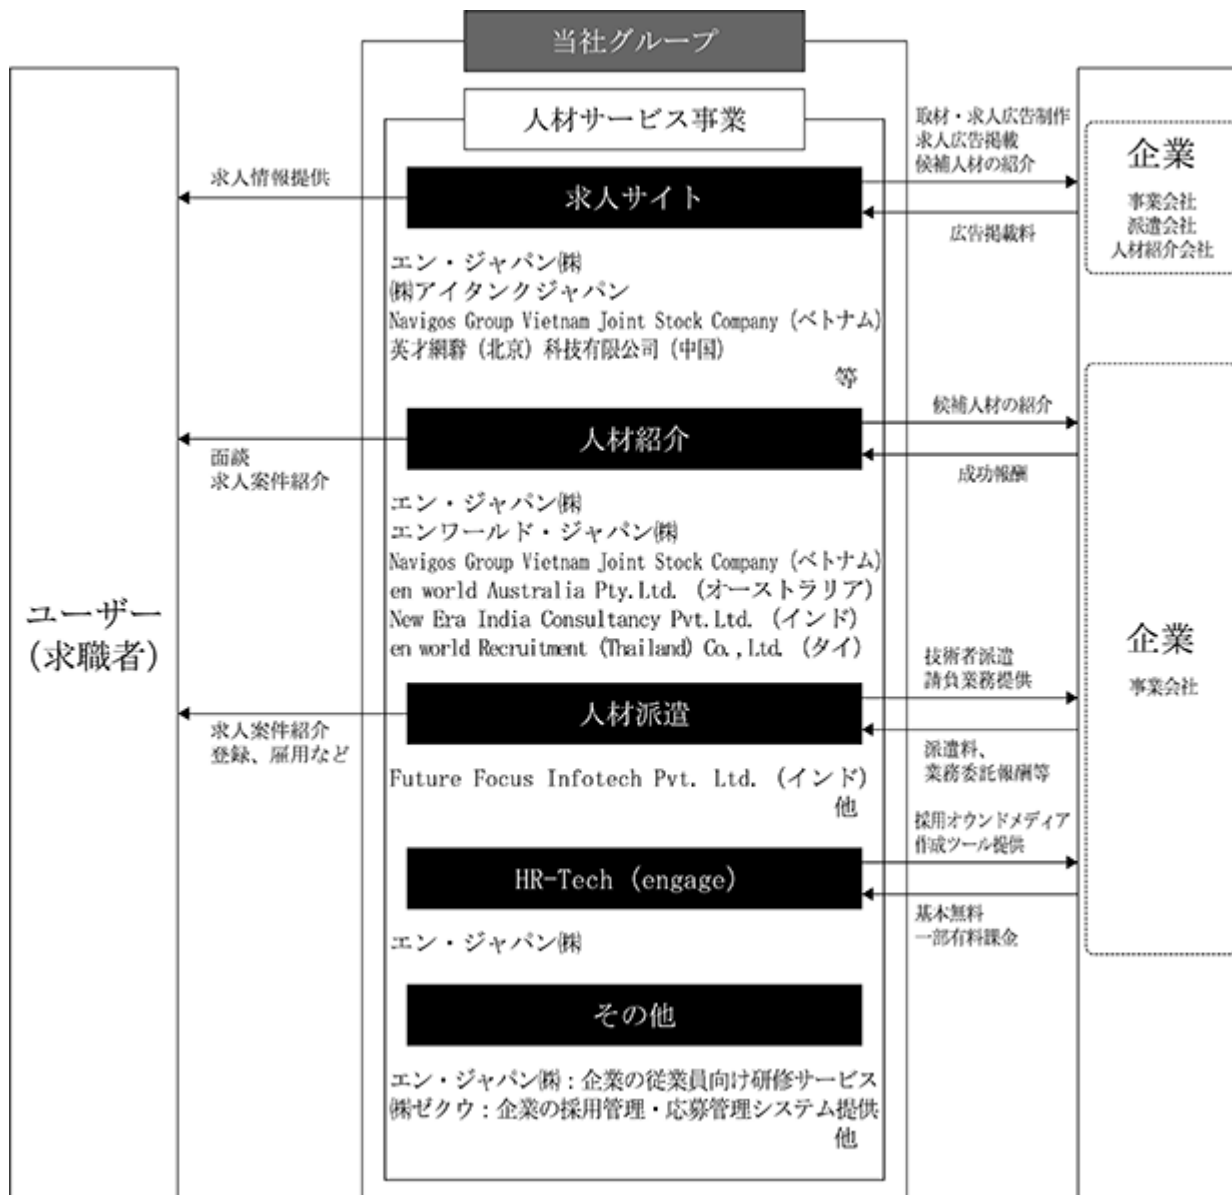 当社グループ
人材サービス事業
求人情報提供
求人サイト
取材・求人広告制作
求人広告掲載
候補人材の紹介
広告掲載料
企業
事業会社
派遣会社
人材紹介会社
エン・ジャパン㈱
㈱アイタンクジャパン
Navigos Group Vietnam Joint Stock Company (ベトナム)
英才網聯 (北京) 科技有限公司 (中国)
等
人材紹介
面談
求人案件紹介
候補人材の紹介
成功報酬
エン・ジャパン㈱
エンワールド・ジャパン㈱
Navigos Group Vietnam Joint Stock Company (ベトナム)
en world Australia Pty.Ltd. (オーストラリア)
New Era India Consultancy Pvt.Ltd. (インド)
en world Recruitment (Thailand) Co.,Ltd. (タイ)
ユーザー
(求職者)
企業
事業会社
人材派遣
求人案件紹介
登録、雇用など
技術者派遣
請負業務提供
派遣料、
業務委託報酬等
Future Focus Infotech Pvt. Ltd. (インド)
他
HR-Tech (engage)
採用オウンドメディア
作成ツール提供
基本無料
一部有料課金
エン・ジャパン㈱
その他
エン・ジャパン㈱：企業の従業員向け研修サービス
㈱ゼクウ：企業の採用管理・応募管理システム提供
他